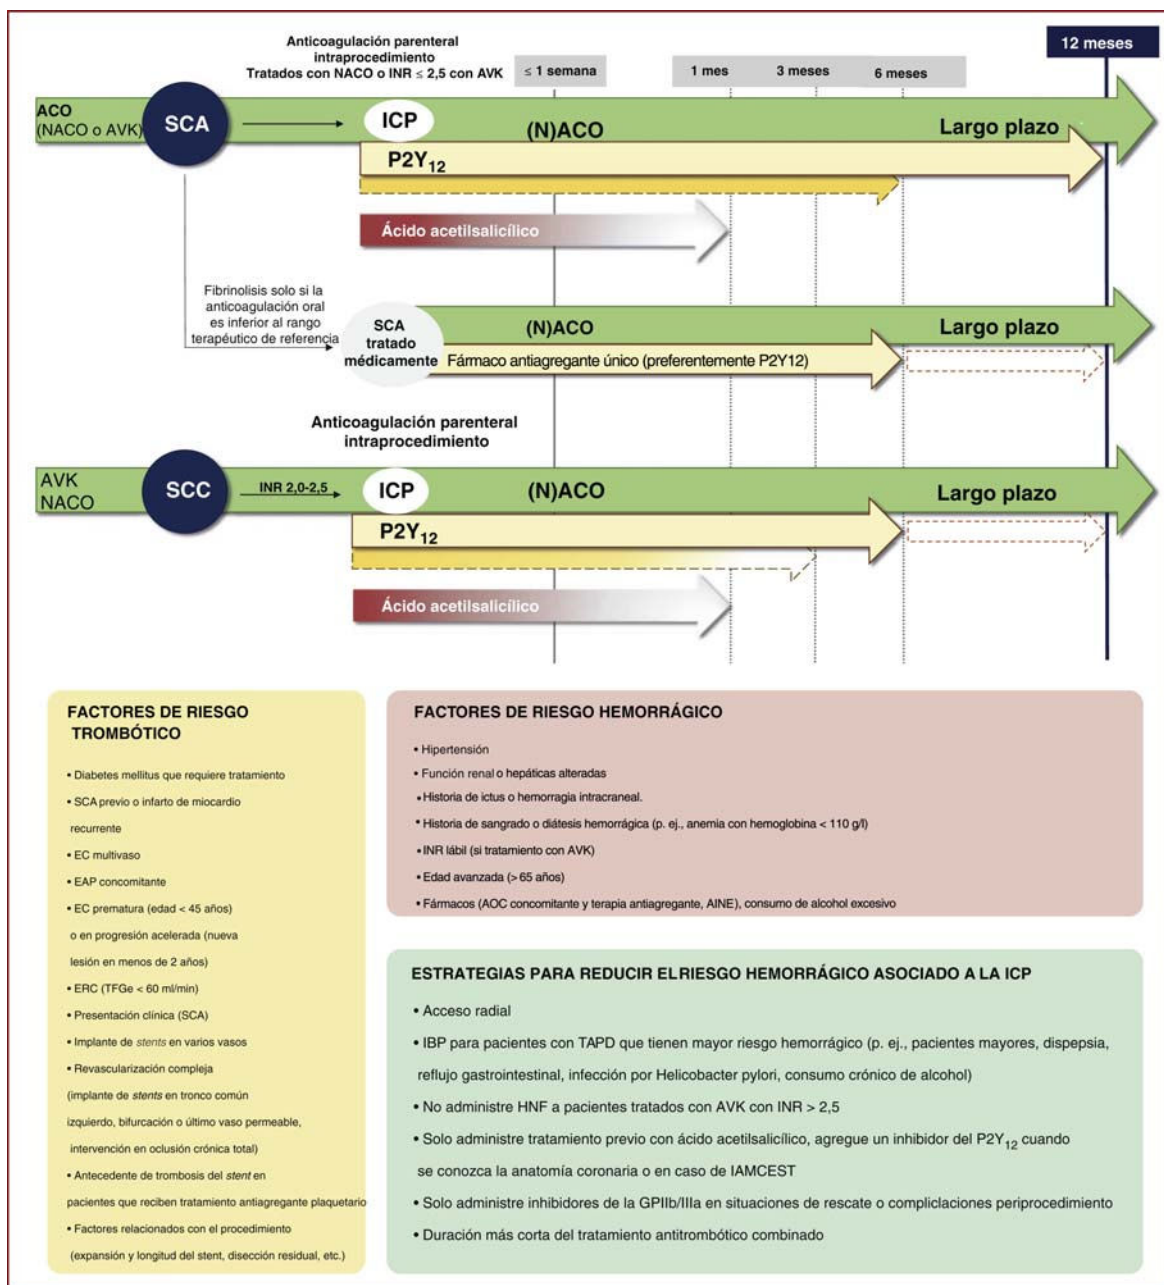 Anticoagulación parenteral
intraprocedimiento
Tratados con NACO o INR ≤ 2,5 con AVK
≤ 1 semana
1 mes
3 meses
6 meses
12 meses
ACO
(NACO o AVK)
SCA
ICP
(N)ACO
Largo plazo
P2Y12
Ácido acetilsalicílico
Fibrinolisis solo si la
anticoagulación oral
es inferior al rango
terapéutico de referencia
SCA
tratado
médicamente
(N)ACO
Largo plazo
Fármaco antiagregante único (preferentemente P2Y12)
Anticoagulación parenteral
intraprocedimiento
AVK
NACO
SCC
INR 2,0-2,5
ICP
(N)ACO
Largo plazo
P2Y12
Ácido acetilsalicílico
FACTORES DE RIESGO
TROMBÓTICO
• Diabetes mellitus que requiere tratamiento
• SCA previo o infarto de miocardio
recurrente
• EC multivaso
• EAP concomitante
• EC prematura (edad < 45 años)
o en progresión acelerada (nueva
lesión en menos de 2 años)
• ERC (TFGe < 60 ml/min)
• Presentación clínica (SCA)
• Implante de stents en varios vasos
• Revascularización compleja
(implante de stents en tronco común
izquierdo, bifurcación o último vaso permeable,
intervención en oclusión crónica total)
• Antecedente de trombosis del stent en
pacientes que reciben tratamiento antiagregante plaquetario
• Factores relacionados con el procedimiento
(expansión y longitud del stent, disección residual, etc.)
FACTORES DE RIESGO HEMORRÁGICO
• Hipertensión
• Función renal o hepáticas alteradas
• Historia de ictus o hemorragia intracraneal.
• Historia de sangrado o diátesis hemorrágica (p. ej., anemia con hemoglobina < 110 g/l)
• INR lábil (si tratamiento con AVK)
• Edad avanzada (> 65 años)
• Fármacos (AOC concomitante y terapia antiagregante, AINE), consumo de alcohol excesivo
ESTRATEGIAS PARA REDUCIR EL RIESGO HEMORRÁGICO ASOCIADO A LA ICP
• Acceso radial
• IBP para pacientes con TAPD que tienen mayor riesgo hemorrágico (p. ej., pacientes mayores, dispepsia,
reflujo gastrointestinal, infección por Helicobacter pylori, consumo crónico de alcohol)
• No administre HNF a pacientes tratados con AVK con INR > 2,5
• Solo administre tratamiento previo con ácido acetilsalicílico, agregue un inhibidor del P2Y12 cuando
se conozca la anatomía coronaria o en caso de IAMCEST
• Solo administre inhibidores de la GPIIb/IIIa en situaciones de rescate o compliclaciones periprocedimiento
• Duración más corta del tratamiento antitrombótico combinado